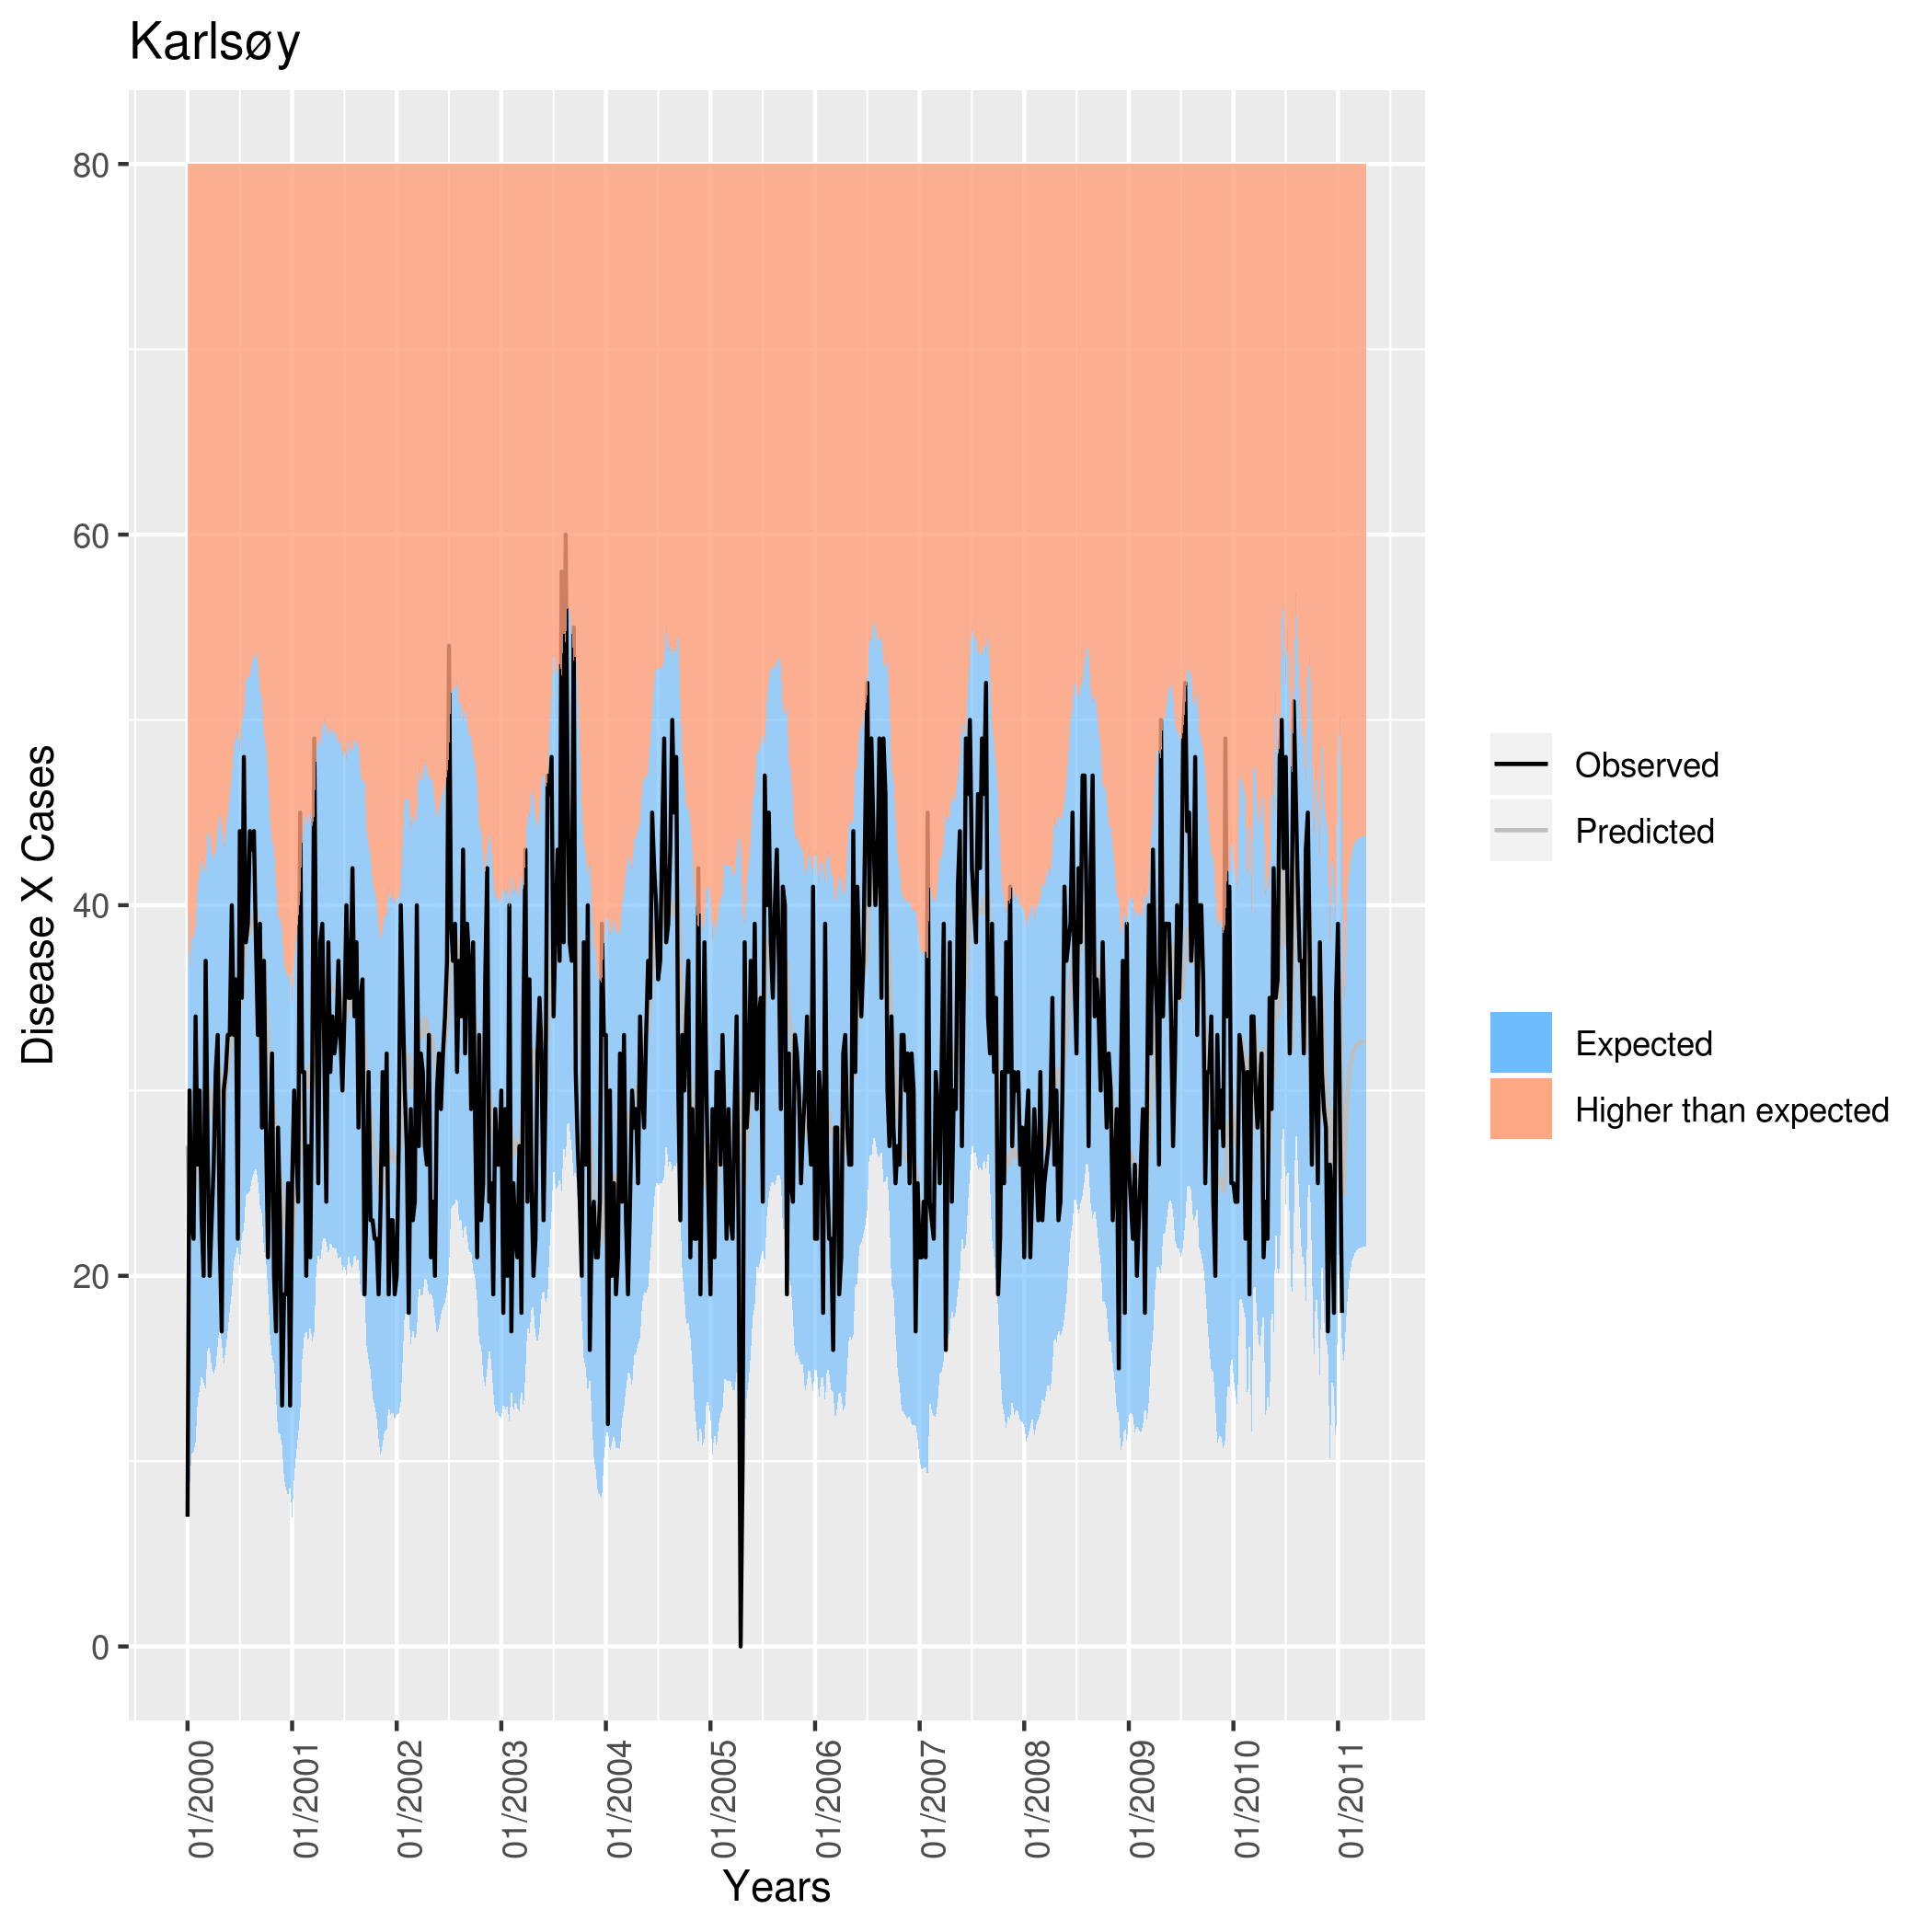 Karlsøy
Disease X Cases
80
60
40
20
0
01/2000
01/2001
01/2002
01/2003
01/2004
01/2005
01/2006
01/2007
01/2008
01/2009
01/2010
01/2011
Years
Observed
Predicted
Expected
Higher than expected